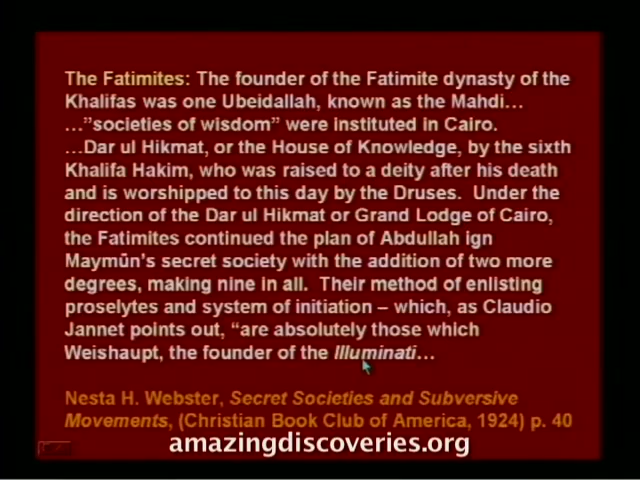 The Fatimites: The founder of the Fatimite dynasty of the
Khalifas was one Ubeidallah, known as the Mahdi…
…”societies of wisdom” were instituted in Cairo.
…Dar ul Hikmat, or the House of Knowledge, by the sixth
Khalifa Hakim, who was raised to a deity after his death
and is worshipped to this day by the Druses.  Under the
direction of the Dar ul Hikmat or Grand Lodge of Cairo,
the Fatimites continued the plan of Abdullah ign
Maymūn’s secret society with the addition of two more
degrees, making nine in all.  Their method of enlisting
proselytes and system of initiation – which, as Claudio
Jannet points out, “are absolutely those which
Weishaupt, the founder of the Illuminati…
Nesta H. Webster, Secret Societies and Subversive
Movements, (Christian Book Club of America, 1924) p. 40
amazingdiscoveries.org